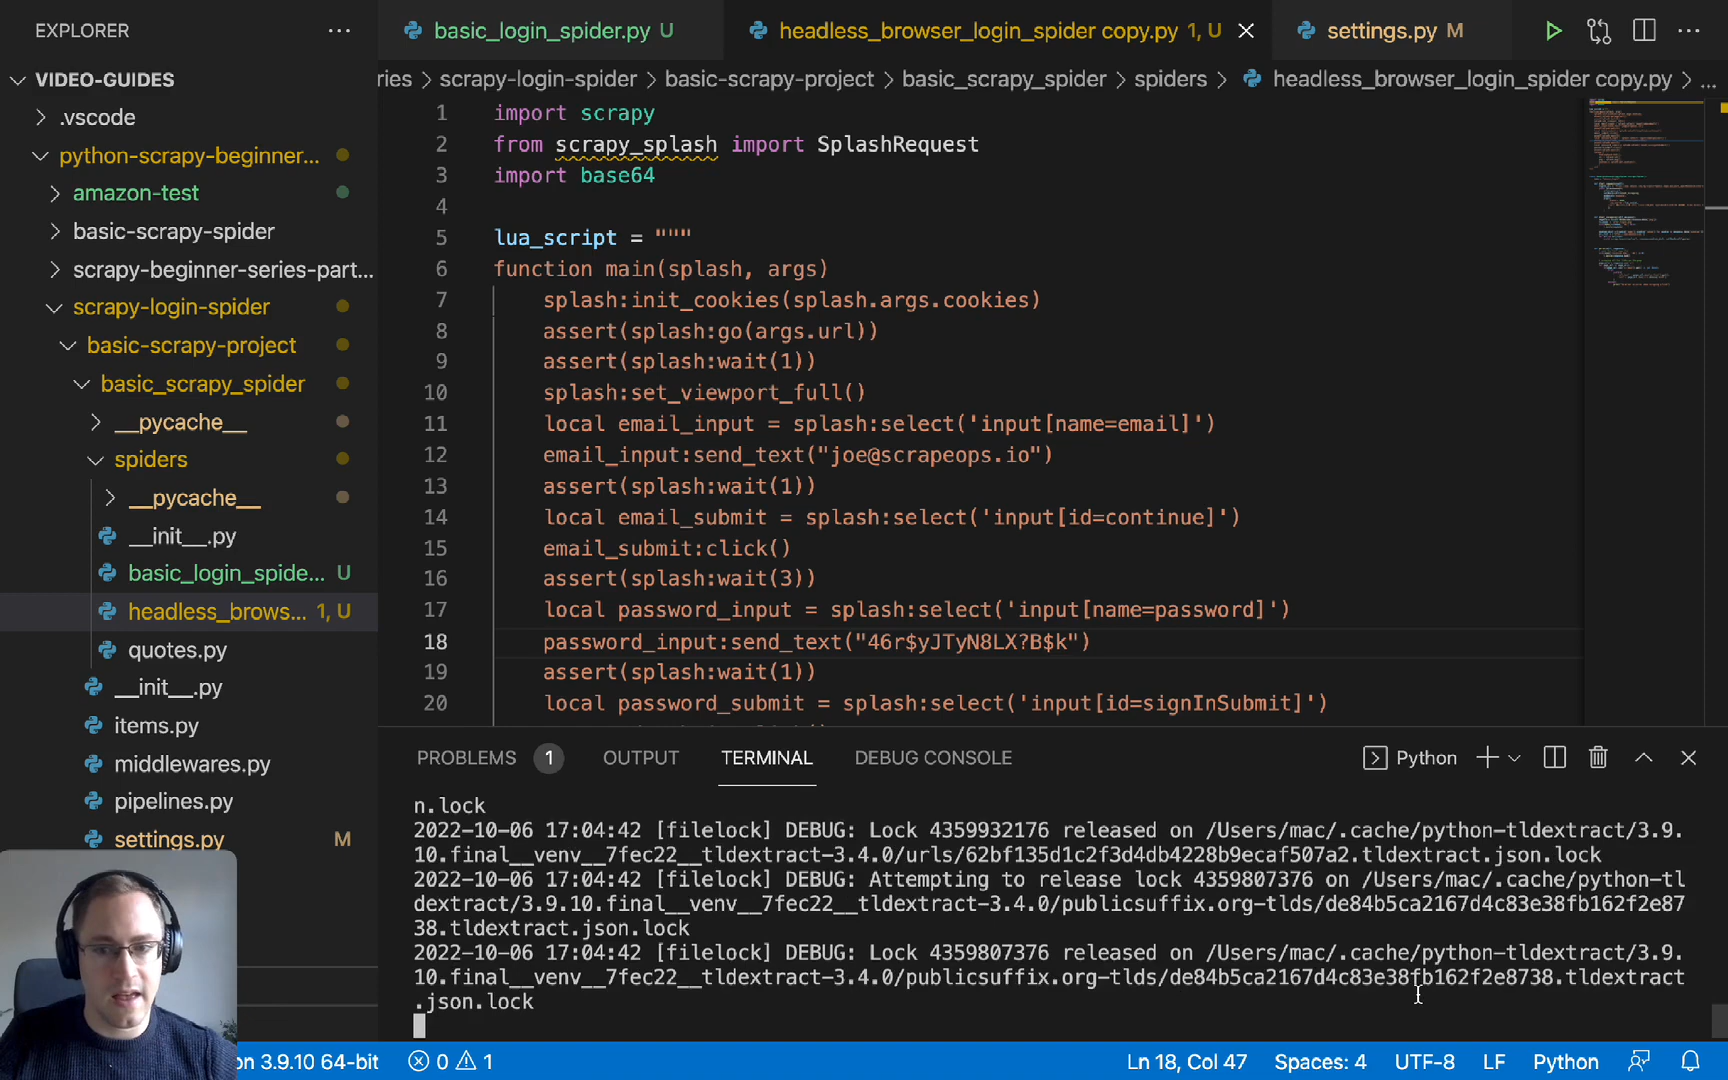 EXPLORER
VIDEO-GUIDES
.vscode
python-scrapy-beginner...
amazon-test
basic-scrapy-spider
scrapy-beginner-series-part...
scrapy-login-spider
basic-scrapy-project
basic_scrapy_spider
__pycache__
spiders
__pycache__
__init__.py
basic_login_spide... U
headless_brows... 1, U
quotes.py
__init__.py
items.py
middlewares.py
pipelines.py
settings.py M
basic_login_spider.py U
headless_browser_login_spider copy.py 1, U
settings.py M
ries > scrapy-login-spider > basic-scrapy-project > basic_scrapy_spider > spiders > headless_browser_login_spider copy.py > ...
1 import scrapy
2 from scrapy_splash import SplashRequest
3 import base64
4
5 lua_script = """
6 function main(splash, args)
7 splash:init_cookies(splash.args.cookies)
8 assert(splash:go(args.url))
9 assert(splash:wait(1))
10 splash:set_viewport_full()
11 local email_input = splash:select('input[name=email]')
12 email_input:send_text("joe@scrapeops.io")
13 assert(splash:wait(1))
14 local email_submit = splash:select('input[id=continue]')
15 email_submit:click()
16 assert(splash:wait(3))
17 local password_input = splash:select('input[name=password]')
18 password_input:send_text("46r$yJTyN8LX?B$k")
19 assert(splash:wait(1))
20 local password_submit = splash:select('input[id=signInSubmit]')
PROBLEMS 1 OUTPUT TERMINAL DEBUG CONSOLE Python
n.lock
2022-10-06 17:04:42 [filelock] DEBUG: Lock 4359932176 released on /Users/mac/.cache/python-tldextract/3.9.
10.final__venv__7fec22__tldextract-3.4.0/urls/62bf135d1c2f3d4db4228b9ecaf507a2.tldextract.json.lock
2022-10-06 17:04:42 [filelock] DEBUG: Attempting to release lock 4359807376 on /Users/mac/.cache/python-tl
dextract/3.9.10.final__venv__7fec22__tldextract-3.4.0/publicsuffix.org-tlds/de84b5ca2167d4c83e38fb162f2e87
38.tldextract.json.lock
2022-10-06 17:04:42 [filelock] DEBUG: Lock 4359807376 released on /Users/mac/.cache/python-tldextract/3.9.
10.final__venv__7fec22__tldextract-3.4.0/publicsuffix.org-tlds/de84b5ca2167d4c83e38fb162f2e8738.tldextract
.json.lock
on 3.9.10 64-bit 0 1 Ln 18, Col 47 Spaces: 4 UTF-8 LF Python